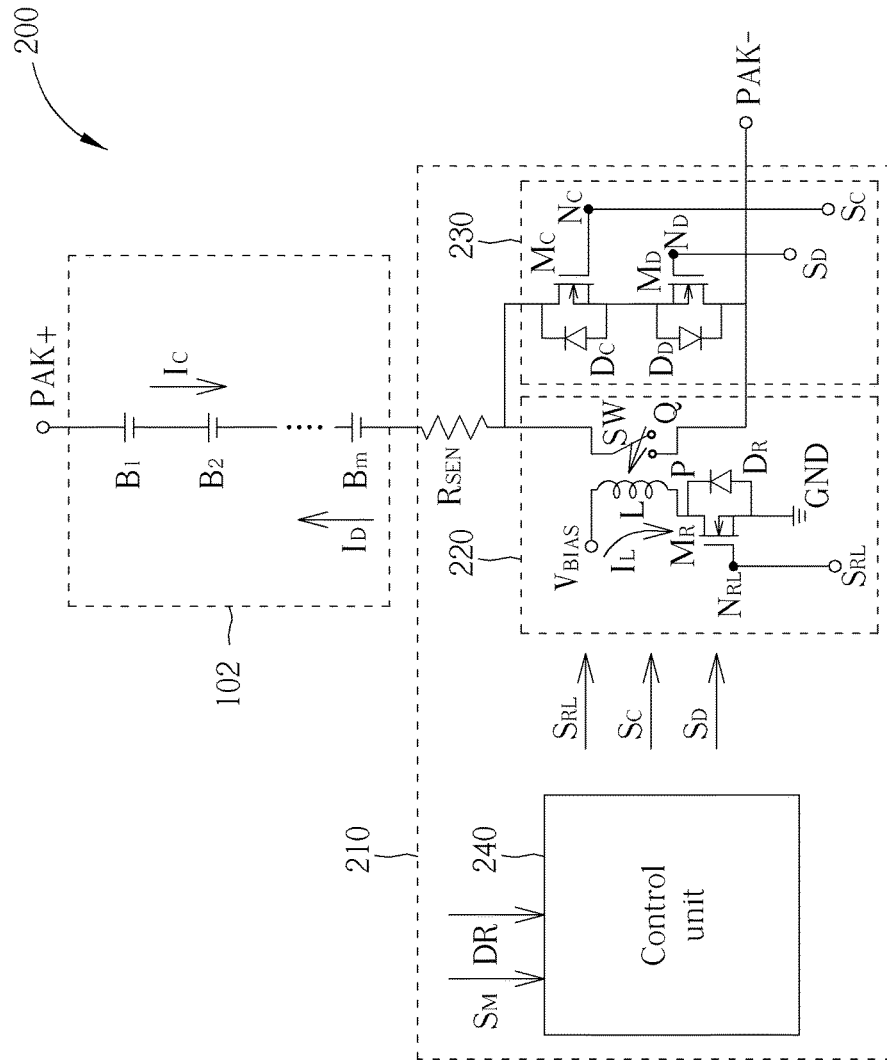 200
PAK+
IC
B1
B2
Bm
ID
102
RSEN
210
230
MC
NC
DC
MD
ND
DD
SD
SC
PAK-
220
SW
Q
VBIAS
L
IL
P
MR
DR
GND
NRL
SRL
SRL
SC
SD
240
SM
DR
Control
unit